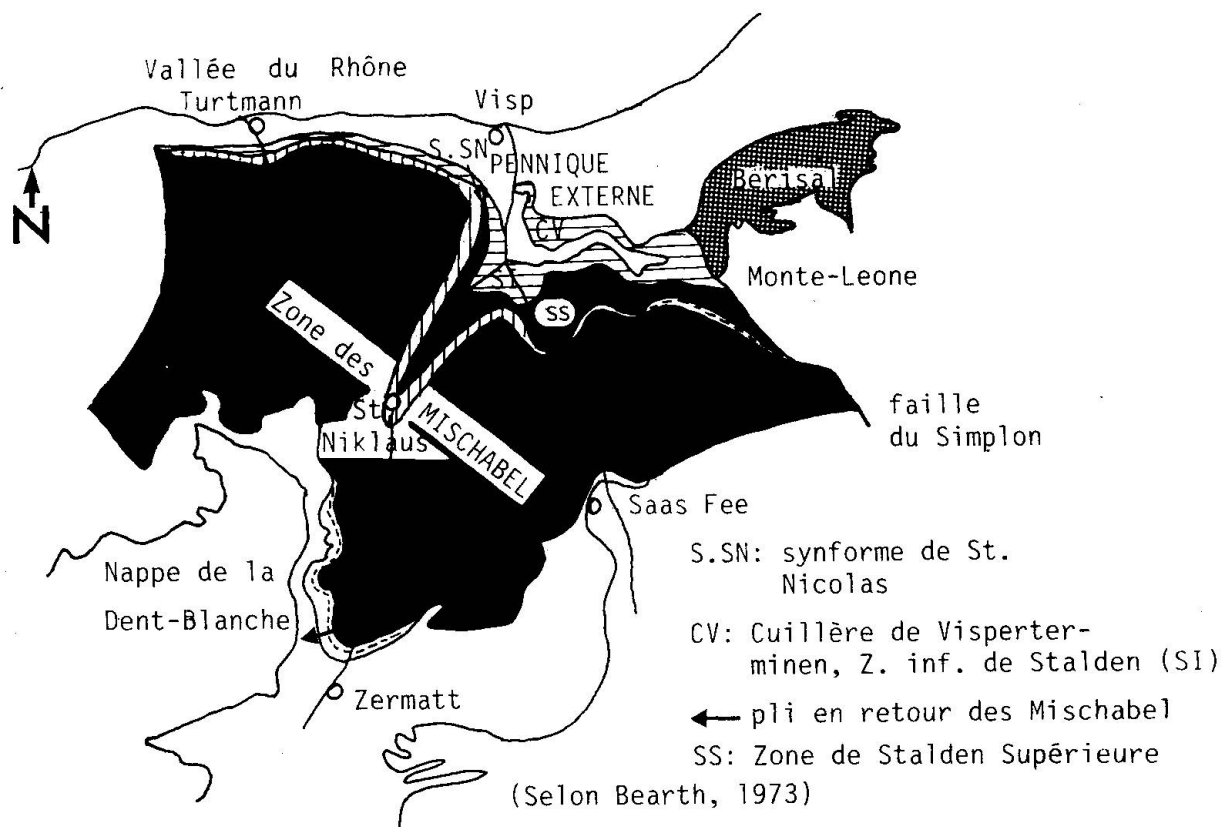 Vallée du Rhône
Turtmann
Visp
S.SN
PENNIQUE
EXTERNE
CV
Bérisal
N
Monte-Leone
SI
SS
Zone des
MISCHABEL
St
Niklaus
faille
du Simplon
Saas Fee
Nappe de la
Dent-Blanche
Zermatt
S.SN: synforme de St.
Nicolas
CV: Cuillère de Visperter-
minen, Z. inf. de Stalden (SI)
pli en retour des Mischabel
SS: Zone de Stalden Supérieure
(Selon Bearth, 1973)